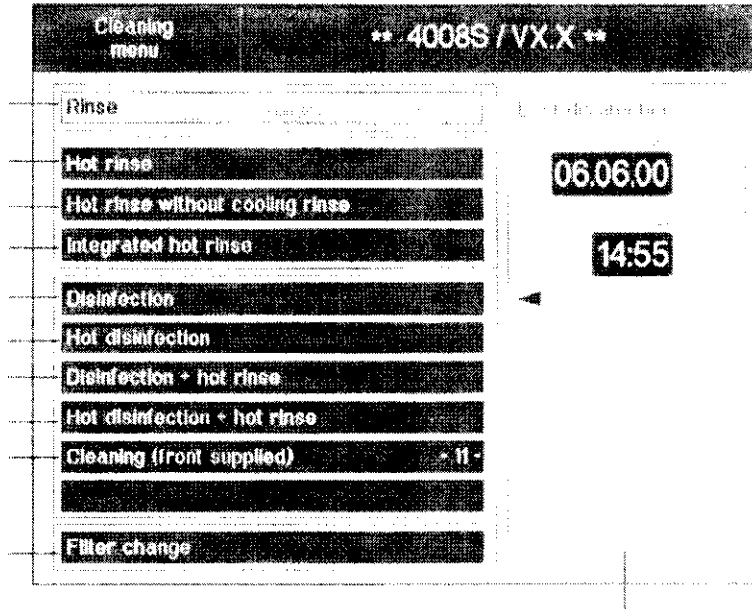 Cleaning
menu
** 4008S / VX.X **
Rinse
Hot rinse
06.06.00
Hot rinse without cooling rinse
Integrated hot rinse
14:55
Disinfection
Hot disinfection
Disinfection + hot rinse
Hot disinfection + hot rinse
Cleaning (front supplied) - 11 -
Filter change